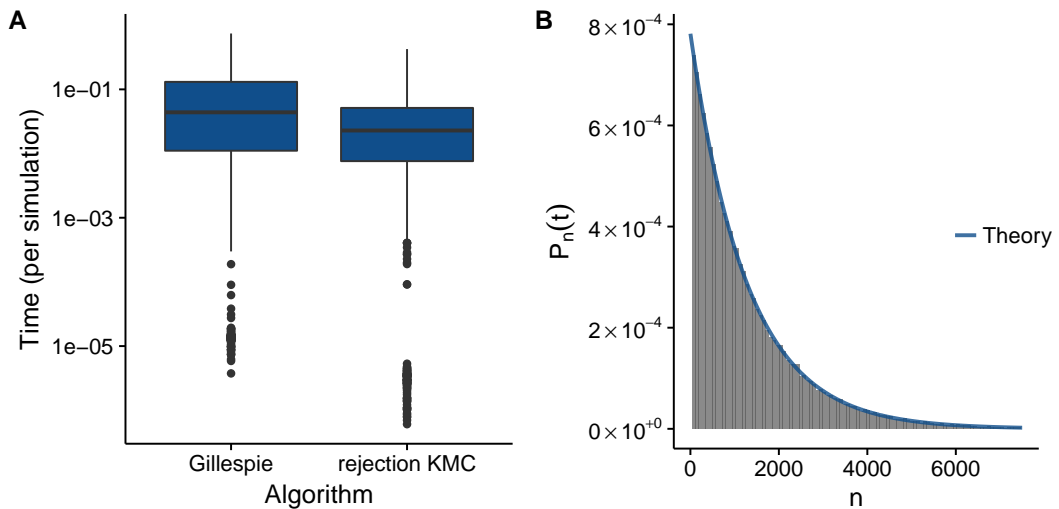 A
Time (per simulation)
1e−01
1e−03
1e−05
Gillespie
rejection KMC
Algorithm
B
Pₙ(t)
8×10⁻⁴
6×10⁻⁴
4×10⁻⁴
2×10⁻⁴
0×10⁺⁰
0
2000
4000
6000
n
Theory